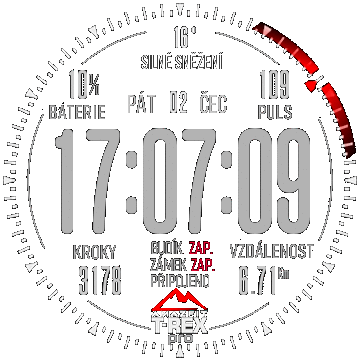 16°
SILNÉ SNĚŽENÍ
10%
109
BÁTERIE
PÁT 02 ČEC
PULS
17:07:09
KROKY
BUDÍK ZAP.
VZDÁLENOST
3178
ZÁMEK ZAP.
6.71 Km
PŘIPOJENO
T-REX
pro